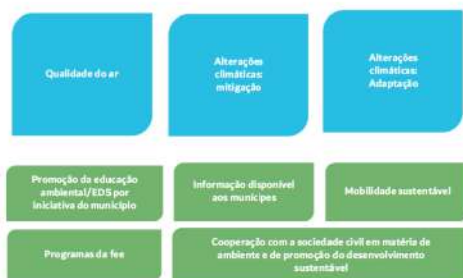 Qualidade do ar
Alterações
climáticas:
mitigação
Alterações
climáticas:
Adaptação
Promoção da educação
ambiental/EDS por
iniciativa do município
Informação disponível
aos munícipes
Mobilidade sustentável
Programas da fee
Cooperação com a sociedade civil em matéria de
ambiente e de promoção do desenvolvimento
sustentável